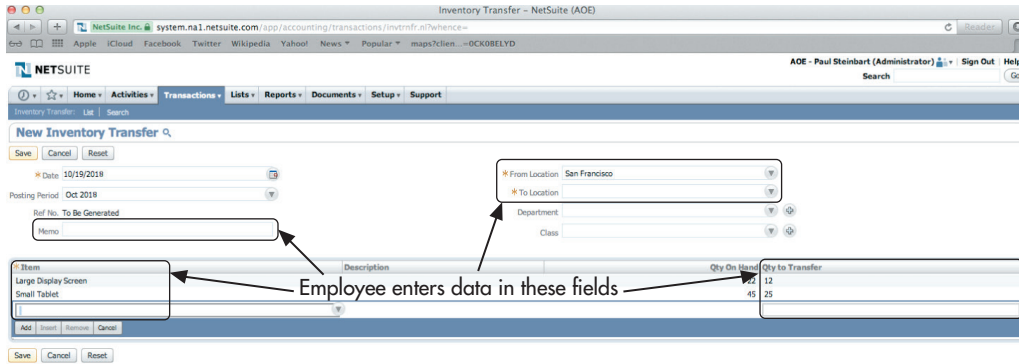 Inventory Transfer – NetSuite (AOE)
NetSuite Inc. system.na1.netsuite.com/app/accounting/transactions/invtrnfr.nl?whence= Reader
Apple iCloud Facebook Twitter Wikipedia Yahoo! News Popular maps?clien...=0CK0BELYD
NETSUITE
AOE - Paul Steinbart (Administrator) Sign Out Help
Search Go
Home Activities Transactions Lists Reports Documents Setup Support
Inventory Transfer: List Search
New Inventory Transfer
Save Cancel Reset
* Date 10/19/2018
* From Location San Francisco
Posting Period Oct 2018
* To Location
Ref No. To Be Generated
Department
Memo
Class
* Item Description Qty On Hand Qty to Transfer
Large Display Screen 22 12
Small Tablet 45 25
Employee enters data in these fields
Add Insert Remove Cancel
Save Cancel Reset